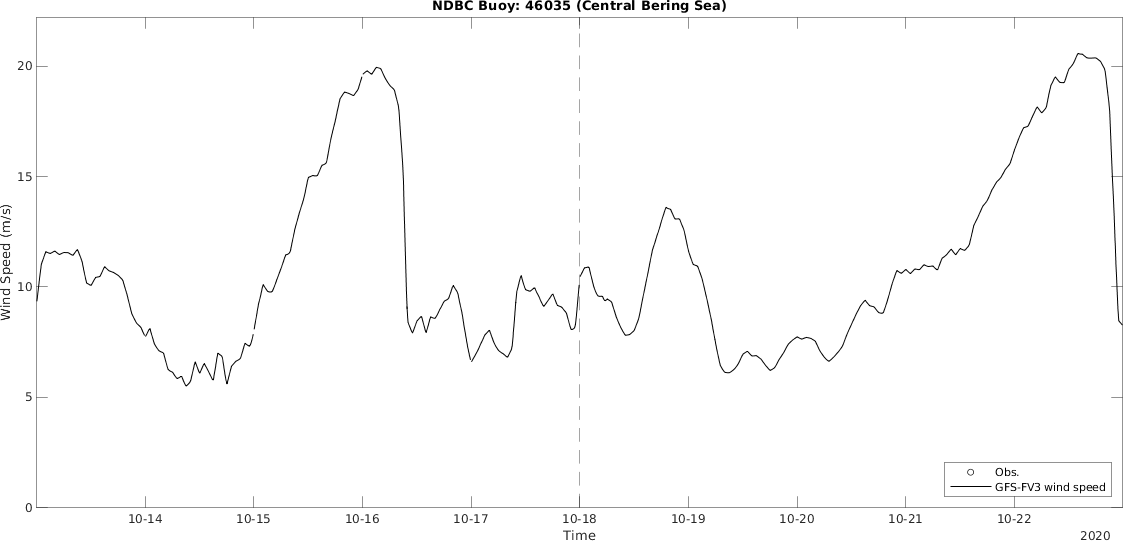 NDBC Buoy: 46035 (Central Bering Sea)
20
15
10
5
0
Wind Speed (m/s)
10-14 10-15 10-16 10-17 10-18 10-19 10-20 10-21 10-22
Time
2020
Obs.
GFS-FV3 wind speed